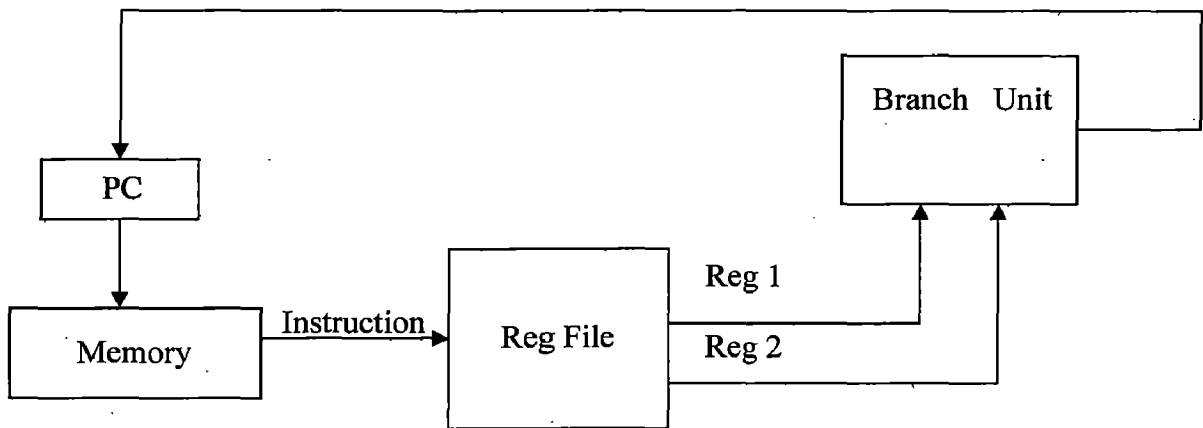 Branch Unit
PC
Reg 1
Instruction
Reg File
Reg 2
Memory